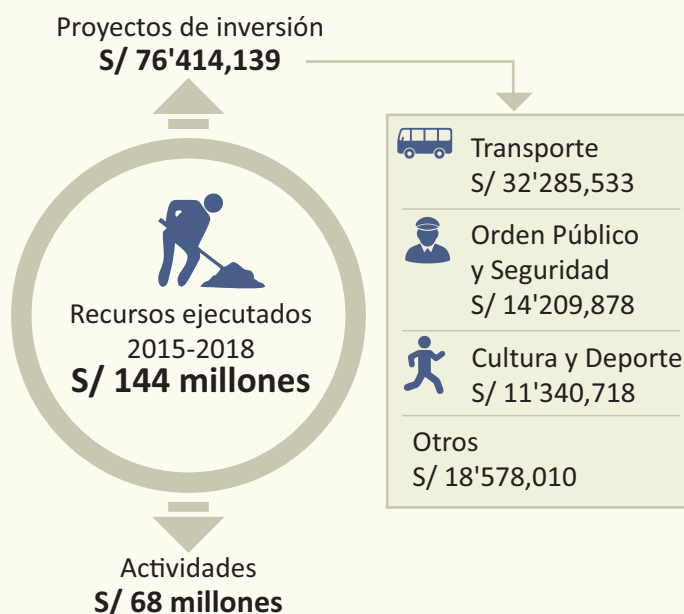 Proyectos de inversión
S/ 76'414,139
Recursos ejecutados
2015-2018
S/ 144 millones
Transporte
S/ 32'285,533
Orden Público
y Seguridad
S/ 14'209,878
Cultura y Deporte
S/ 11'340,718
Otros
S/ 18'578,010
Actividades
S/ 68 millones